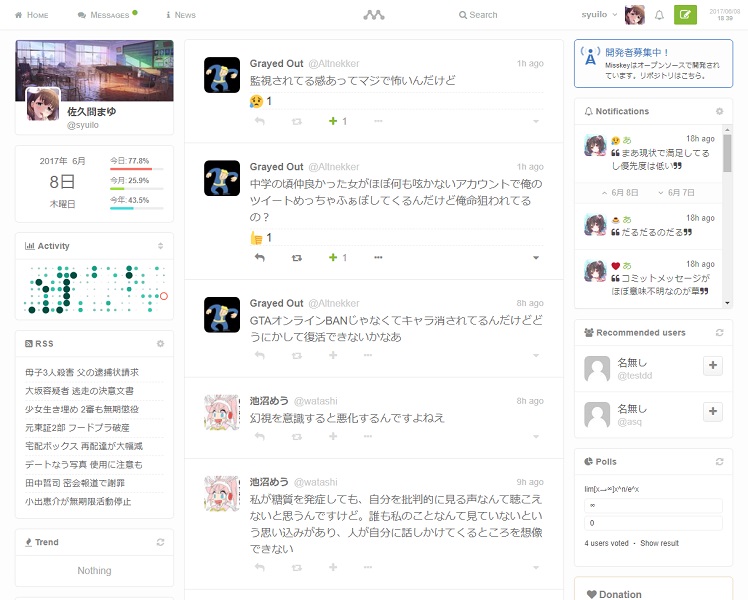 HOME MESSAGES NEWS Search syuilo 2017/06/08
18:39
佐久間まゆ
@syuilo
2017年 6月
8日
木曜日
今日:77.8%
今月:25.9%
今年:43.5%
Activity
RSS
母子3人殺害 父の逮捕状請求
大坂容疑者 逃走の決意文書
少女生き埋め 2審も無期懲役
元東証2部 フードプラ破産
宅配ボックス 再配達が大幅減
デートなう写真 使用に注意も
田中哲司 密会報道で謝罪
小出恵介が無期限活動停止
Trend
Nothing
Grayed Out @Altnekker 1h ago
監視されてる感あってマジで怖いんだけど
1
1
Grayed Out @Altnekker 1h ago
中学の頃仲良かった女がほぼ何も呟かないアカウントで俺の
ツイートめっちゃふぁぼしてくるんだけど俺命狙われてる
の？
1
1
Grayed Out @Altnekker 8h ago
GTAオンラインBANじゃなくてキャラ消されてるんだけどど
うにかして復活できないかなあ
池沼めう @watashi 8h ago
幻視を意識すると悪化するんですよねえ
池沼めう @watashi 9h ago
私が糖質を発症しても、自分を批判的に見る声なんて聴こえ
ないと思うんですけど。誰も私のことなんて見ていないとい
う思い込みがあり、人が自分に話しかけてくるところを想像
できない
開発者募集中！
Misskeyはオープンソースで開発され
ています。リポジトリはこちら。
Notifications
あ 18h ago
まあ現状で満足してる
し優先度は低い
6月 8日 6月 7日
あ 18h ago
だるだるのだる
あ 18h ago
コミットメッセージが
ほぼ意味不明なのが草
Recommended users
名無し
@testdd
名無し
@asq
Polls
lim[x→∞]x^n/e^x
∞
0
4 users voted・Show result
Donation